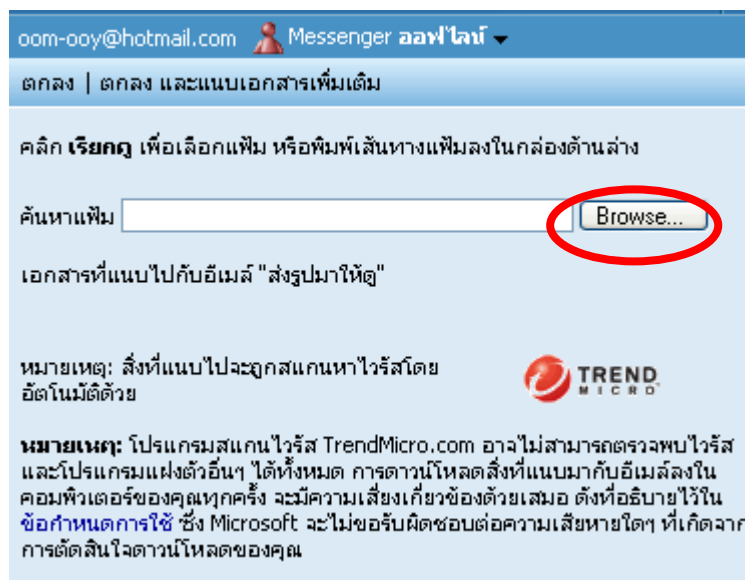 oom-ooy@hotmail.com Messenger ออฟไลน์
ตกลง | ตกลง และแนบเอกสารเพิ่มเติม
คลิก เรียกดู เพื่อเลือกแฟ้ม หรือพิมพ์เส้นทางแฟ้มลงในกล่องด้านล่าง
ค้นหาแฟ้ม Browse...
เอกสารที่แนบไปกับอีเมล์ "ส่งรูปมาให้ดู"
หมายเหตุ: สิ่งที่แนบไปจะถูกสแกนหาไวรัสโดย
อัตโนมัติด้วย
TREND
MICRO
หมายเหตุ: โปรแกรมสแกนไวรัส TrendMicro.com อาจไม่สามารถตรวจพบไวรัส
และโปรแกรมแฝงตัวอื่นๆ ได้ทั้งหมด การดาวน์โหลดสิ่งที่แนบมากับอีเมล์ลงใน
คอมพิวเตอร์ของคุณทุกครั้ง จะมีความเสี่ยงเกี่ยวข้องด้วยเสมอ ดังที่อธิบายไว้ใน
ข้อกำหนดการใช้ ซึ่ง Microsoft จะไม่ขอรับผิดชอบต่อความเสียหายใดๆ ที่เกิดจาก
การตัดสินใจดาวน์โหลดของคุณ